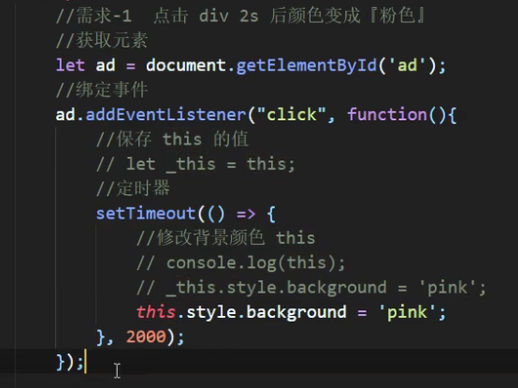 //需求-1  点击 div 2s 后颜色变成『粉色』
//获取元素
let ad = document.getElementById('ad');
//绑定事件
ad.addEventListener("click", function(){
    //保存 this 的值
    // let _this = this;
    //定时器
    setTimeout(() => {
        //修改背景颜色 this
        // console.log(this);
        // _this.style.background = 'pink';
        this.style.background = 'pink';
    }, 2000);
});